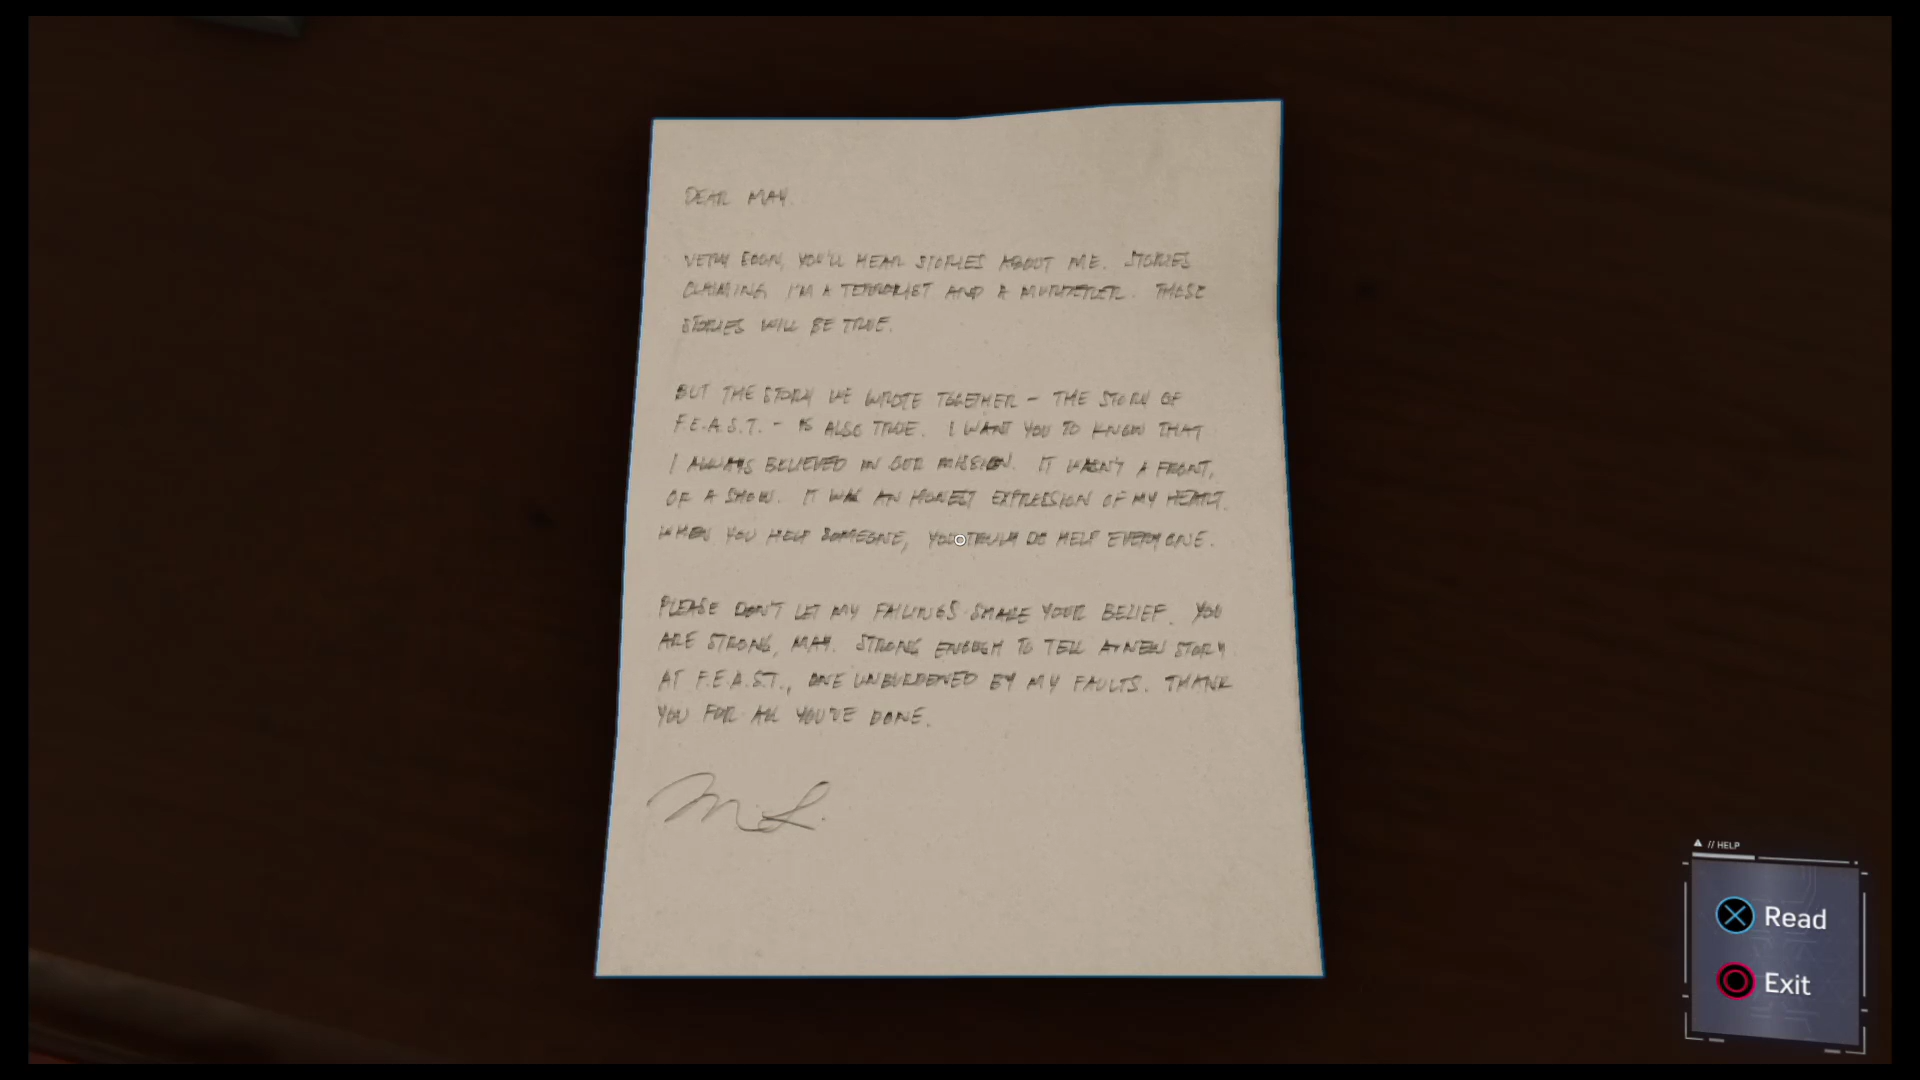 DEAR MAY.
VERY SOON, YOU'LL HEAR STORIES ABOUT ME. STORIES
CLAIMING I'M A TERRORIST AND A MURDERER. THOSE
STORIES WILL BE TRUE.
BUT THE STORY WE WROTE TOGETHER - THE STORY OF
F.E.A.S.T. - IS ALSO TRUE. I WANT YOU TO KNOW THAT
I ALWAYS BELIEVED IN OUR MISSION. IT WASN'T A FRONT,
OR A SHOW. IT WAS AN HONEST EXPRESSION OF MY HEART.
WHEN YOU HELP SOMEONE, YOU TRULY DO HELP EVERYONE.
PLEASE DON'T LET MY FAILINGS SHAKE YOUR BELIEF. YOU
ARE STRONG, MAY. STRONG ENOUGH TO TELL A NEW STORY
AT F.E.A.S.T., ONE UNBURDENED BY MY FAULTS. THANK
YOU FOR ALL YOU'VE DONE.
M L.
// HELP
Read
Exit